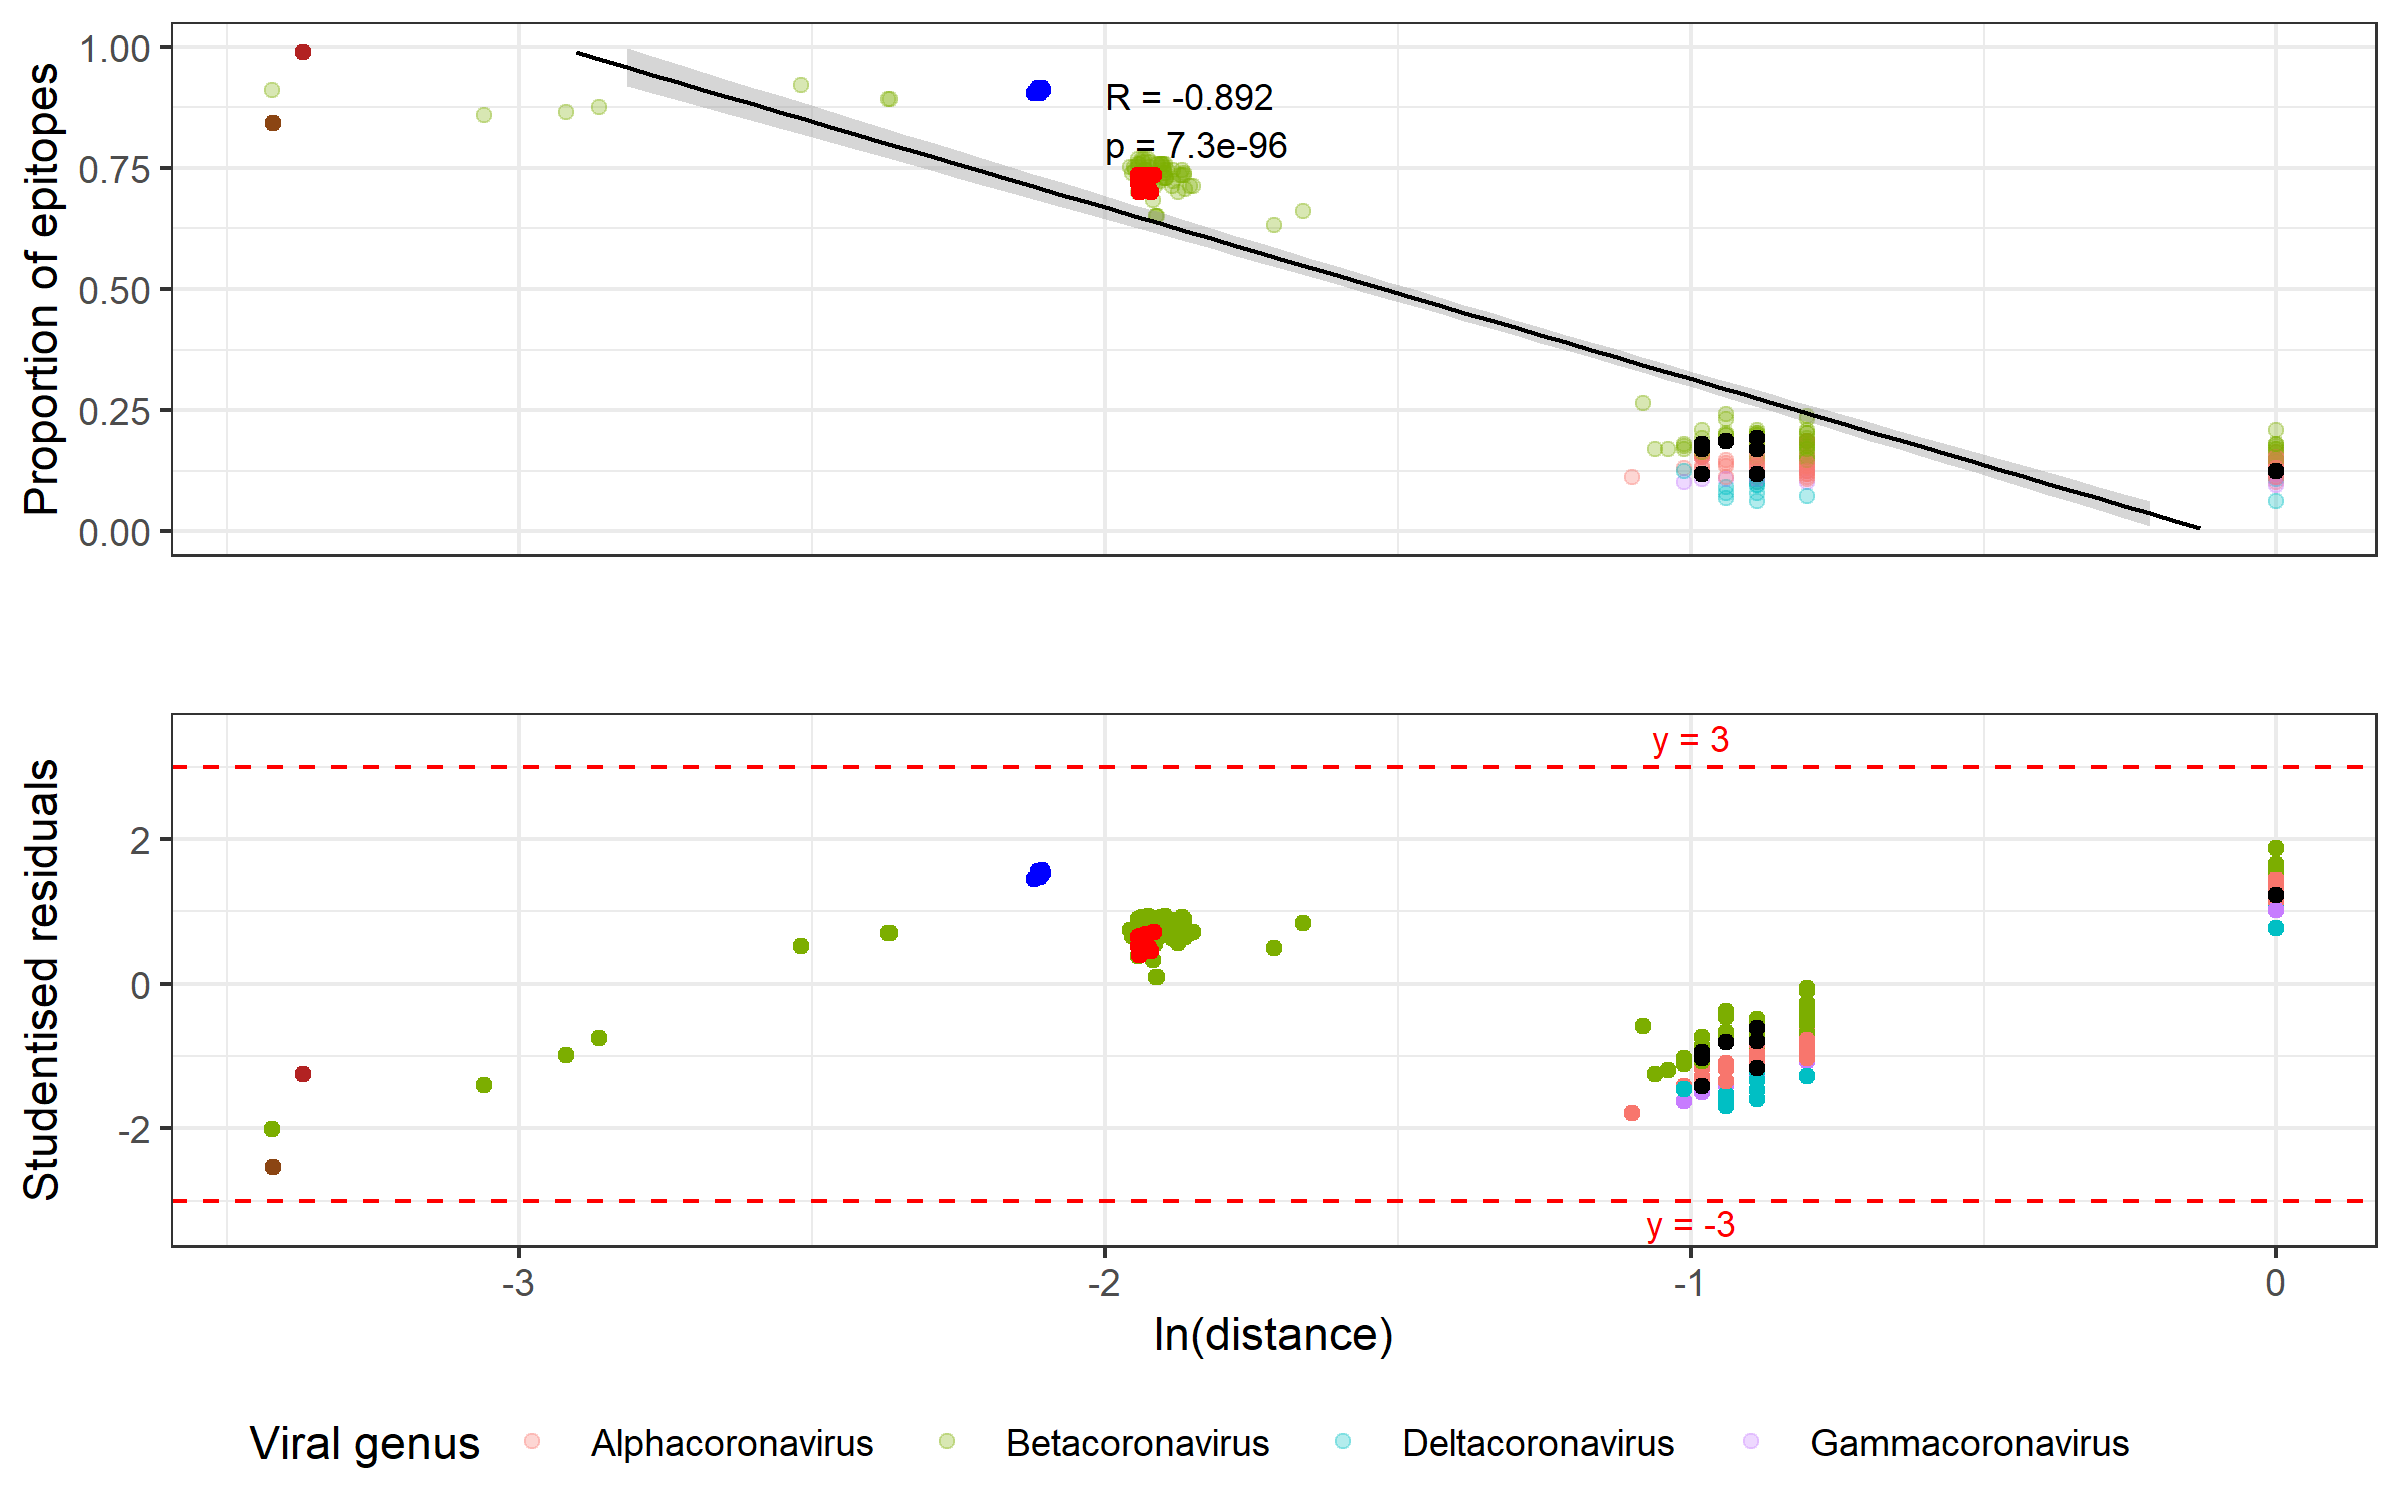 Proportion of epitopes
1.00
0.75
0.50
0.25
0.00
R = -0.892
p = 7.3e-96
Studentised residuals
2
0
-2
y = 3
y = -3
-3
-2
-1
0
ln(distance)
Viral genus
Alphacoronavirus
Betacoronavirus
Deltacoronavirus
Gammacoronavirus